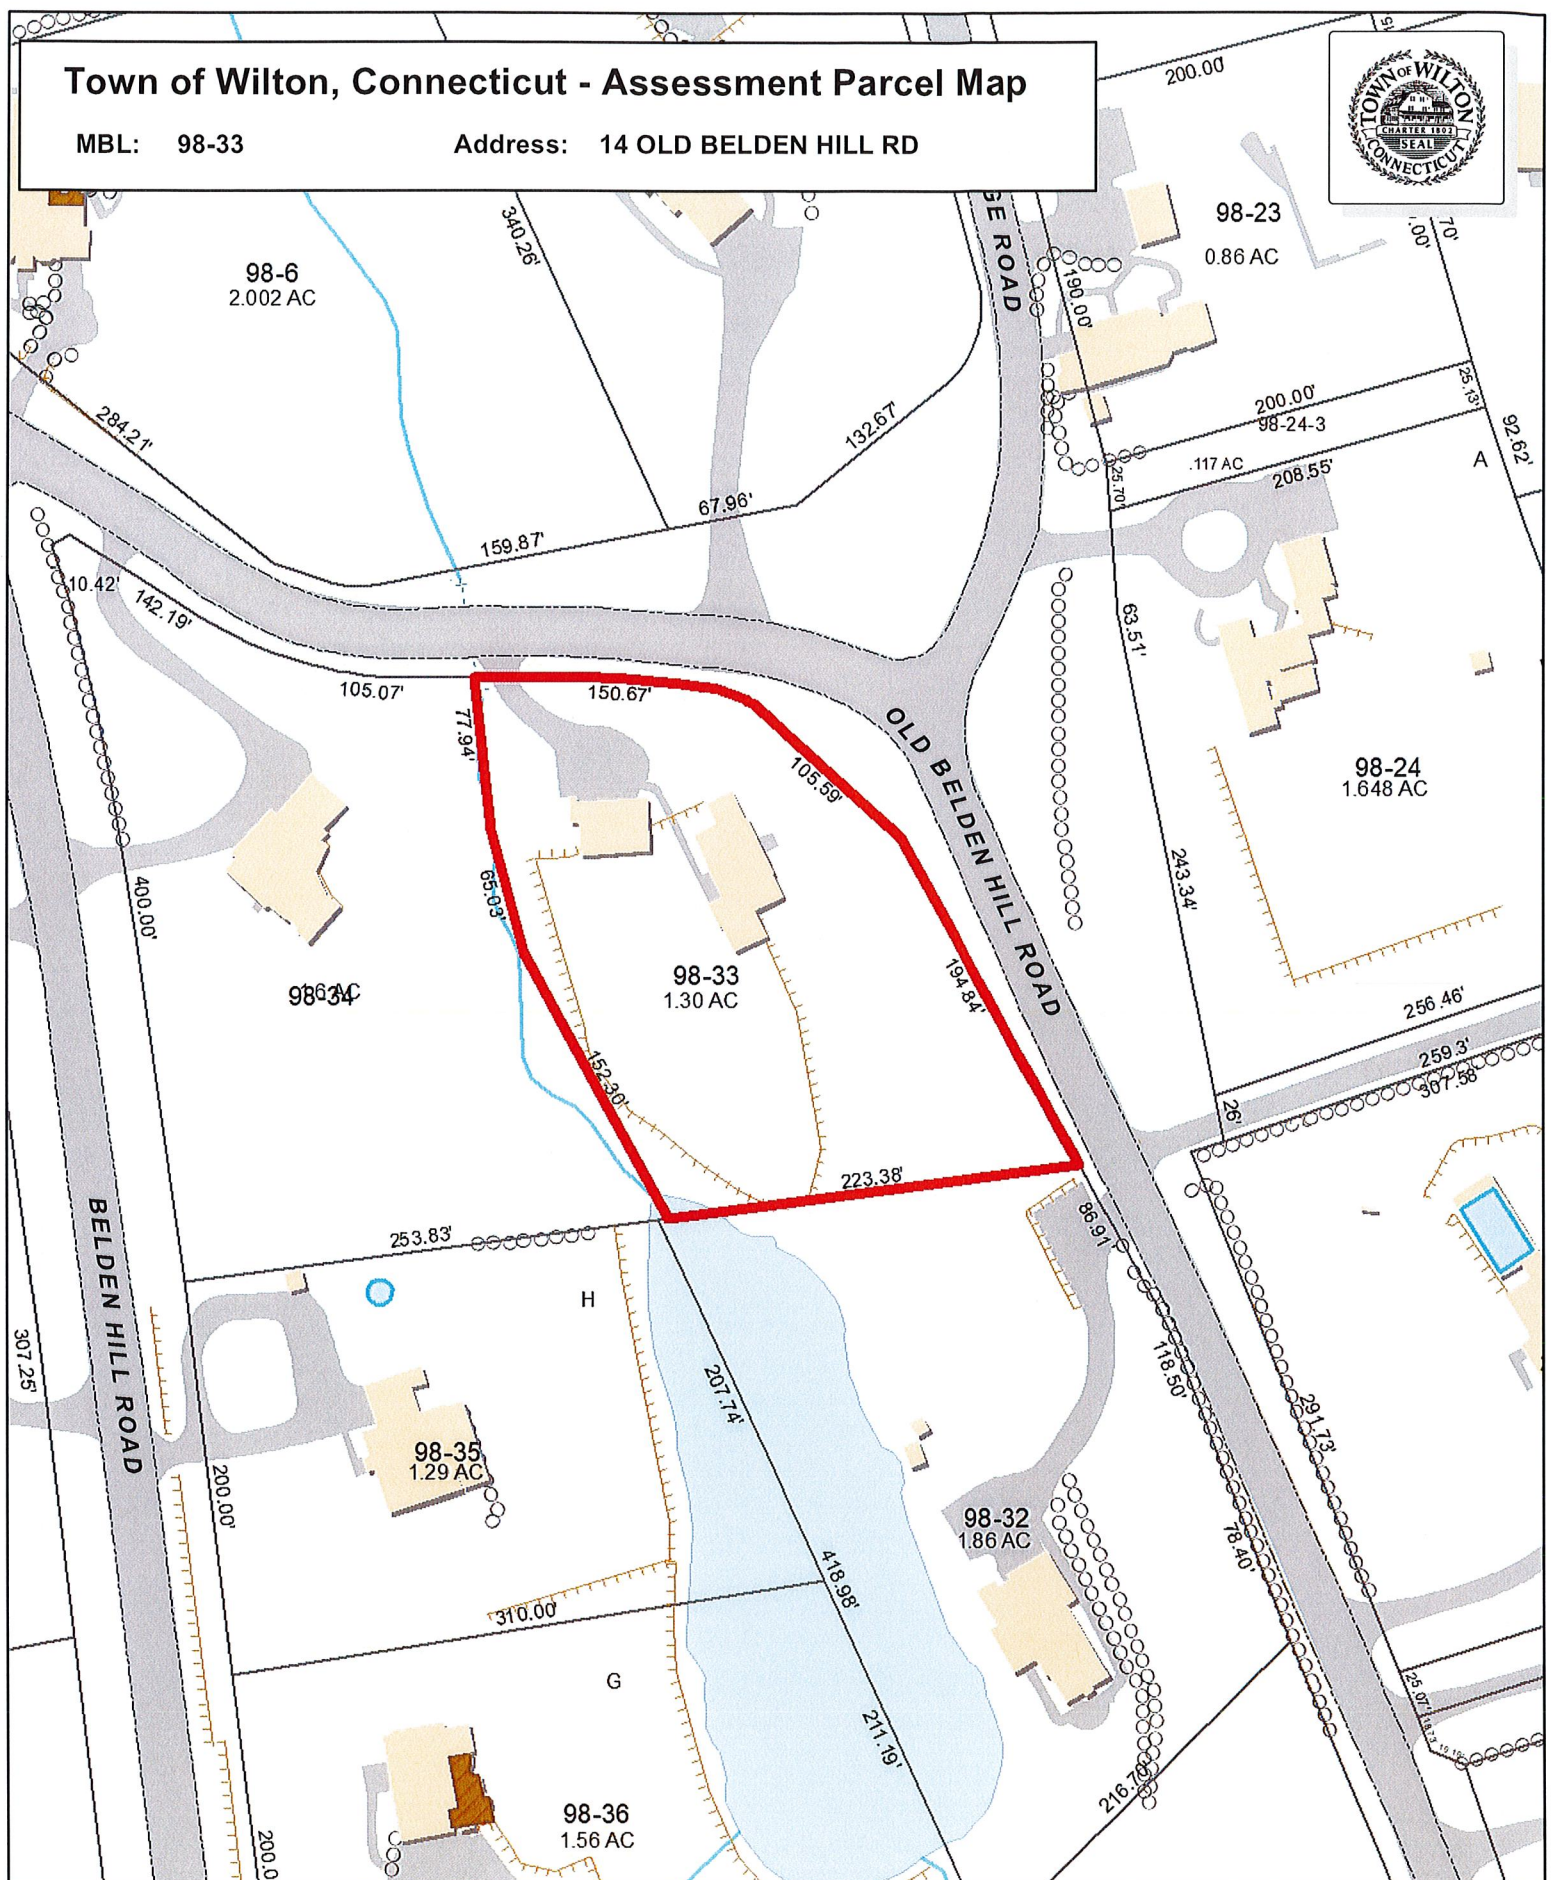 Town of Wilton, Connecticut - Assessment Parcel Map
MBL: 98-33 Address: 14 OLD BELDEN HILL RD
TOWN OF WILTON
CHARTER 1802
SEAL
CONNECTICUT
200.00'
98-23
0.86 AC
190.00'
GE ROAD
340.26'
98-6
2.002 AC
284.21'
132.67'
67.96'
159.87'
200.00'
25.13'
98-24-3
.117 AC
208.55'
25.70'
92.62'
A
10.42'
142.19'
105.07'
150.67'
77.94'
105.59'
63.51'
OLD BELDEN HILL ROAD
98-24
1.648 AC
243.34'
400.00'
65.03'
98-33
1.30 AC
194.84'
98-34
1.6 AC
152.30'
256.46'
259.3'
307.58'
26'
223.38'
86.91'
253.83'
H
BELDEN HILL ROAD
307.25'
207.74'
118.50'
291.73'
98-35
1.29 AC
200.00'
98-32
1.86 AC
78.40'
418.98'
310.00'
G
25.07'
211.19'
216.70'
98-36
1.56 AC
200.0